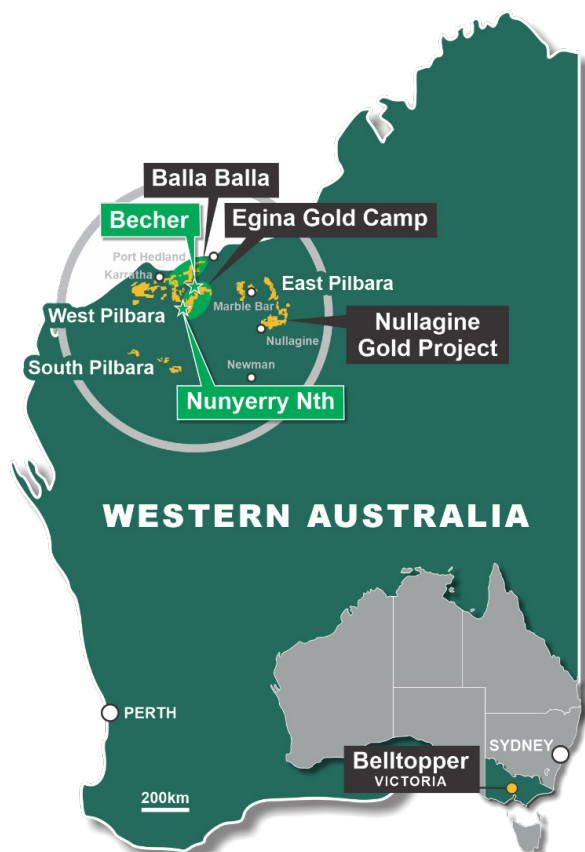 Balla Balla
Becher
Egina Gold Camp
Port Hedland
Karratha
East Pilbara
Marble Bar
West Pilbara
Nullagine
Gold Project
Nullagine
South Pilbara
Newman
Nunyerry Nth
WESTERN AUSTRALIA
PERTH
SYDNEY
Belltopper
VICTORIA
200km